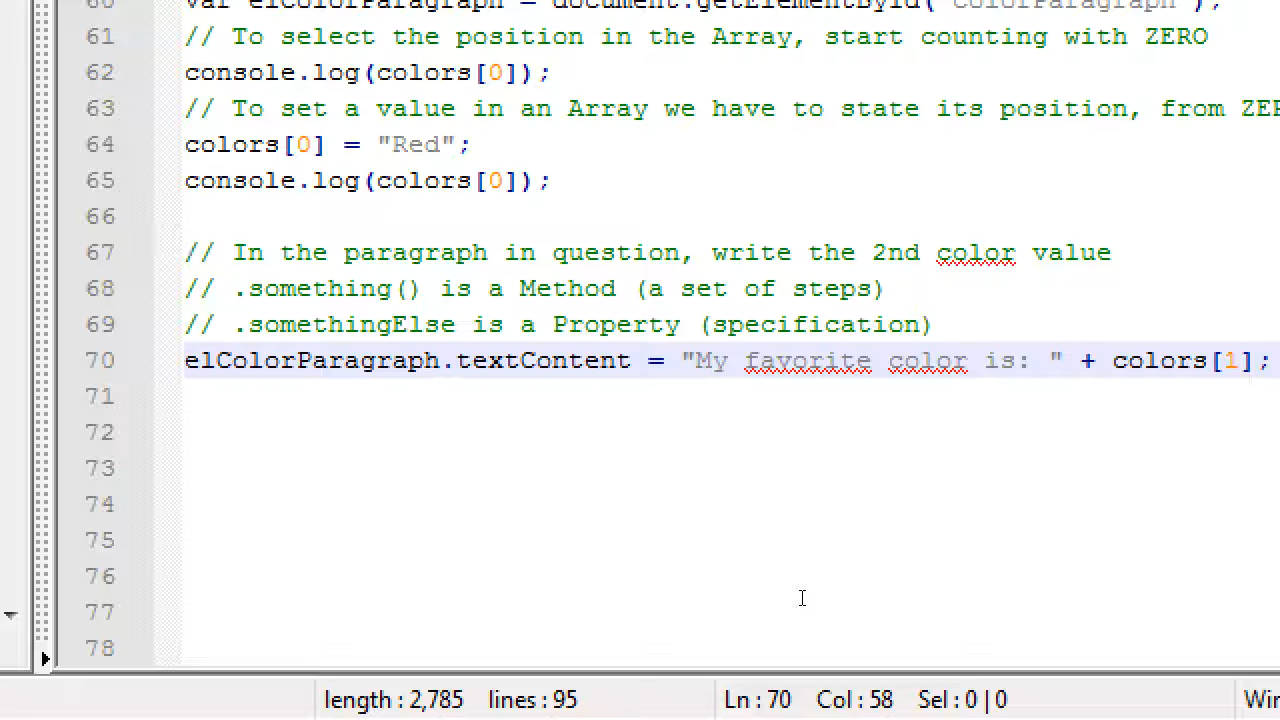 60 var elColorParagraph = document.getElementById("colorParagraph");
61 // To select the position in the Array, start counting with ZERO
62 console.log(colors[0]);
63 // To set a value in an Array we have to state its position, from
64 colors[0] = "Red";
65 console.log(colors[0]);
66
67 // In the paragraph in question, write the 2nd color value
68 // .something() is a Method (a set of steps)
69 // .somethingElse is a Property (specification)
70 elColorParagraph.textContent = "My favorite color is: " + colors[1];
71
72
73
74
75
76
77
78
length : 2,785 lines : 95 Ln : 70 Col : 58 Sel : 0 | 0